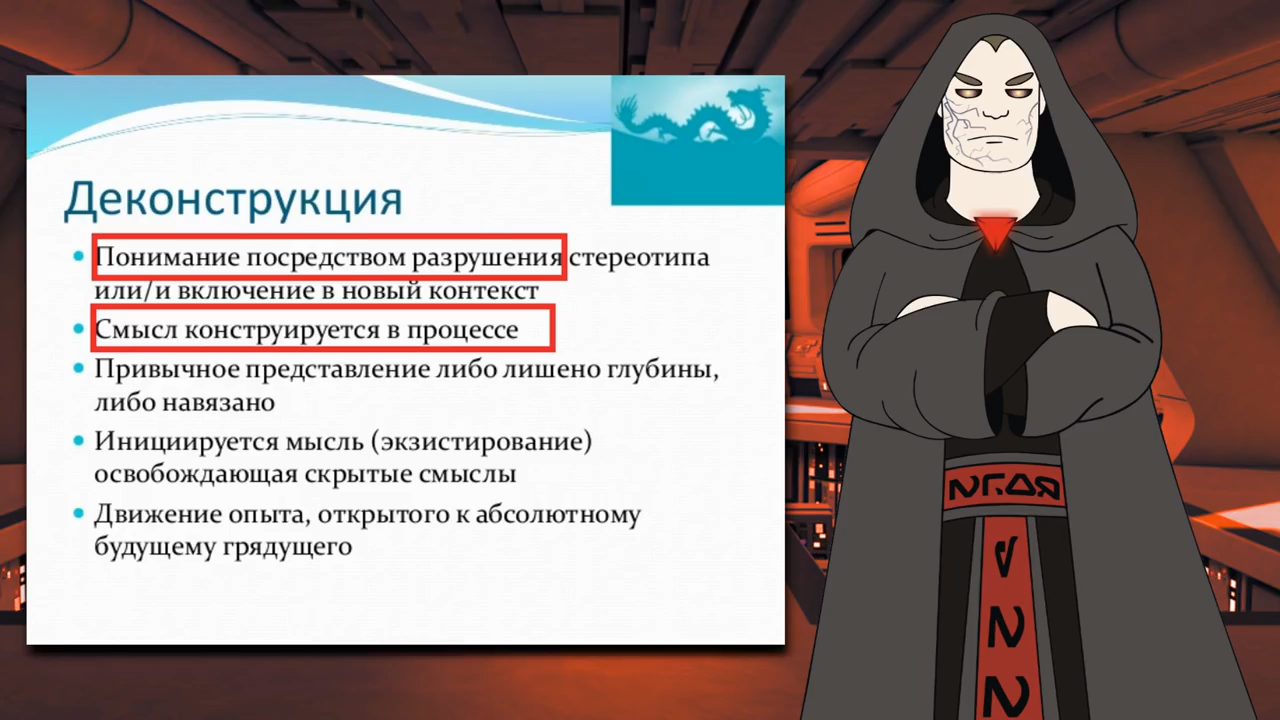 Деконструкция
Понимание посредством разрушения стереотипа
или/и включение в новый контекст
Смысл конструируется в процессе
Привычное представление либо лишено глубины,
либо навязано
Инициируется мысль (экзистирование)
освобождающая скрытые смыслы
Движение опыта, открытого к абсолютному
будущему грядущего